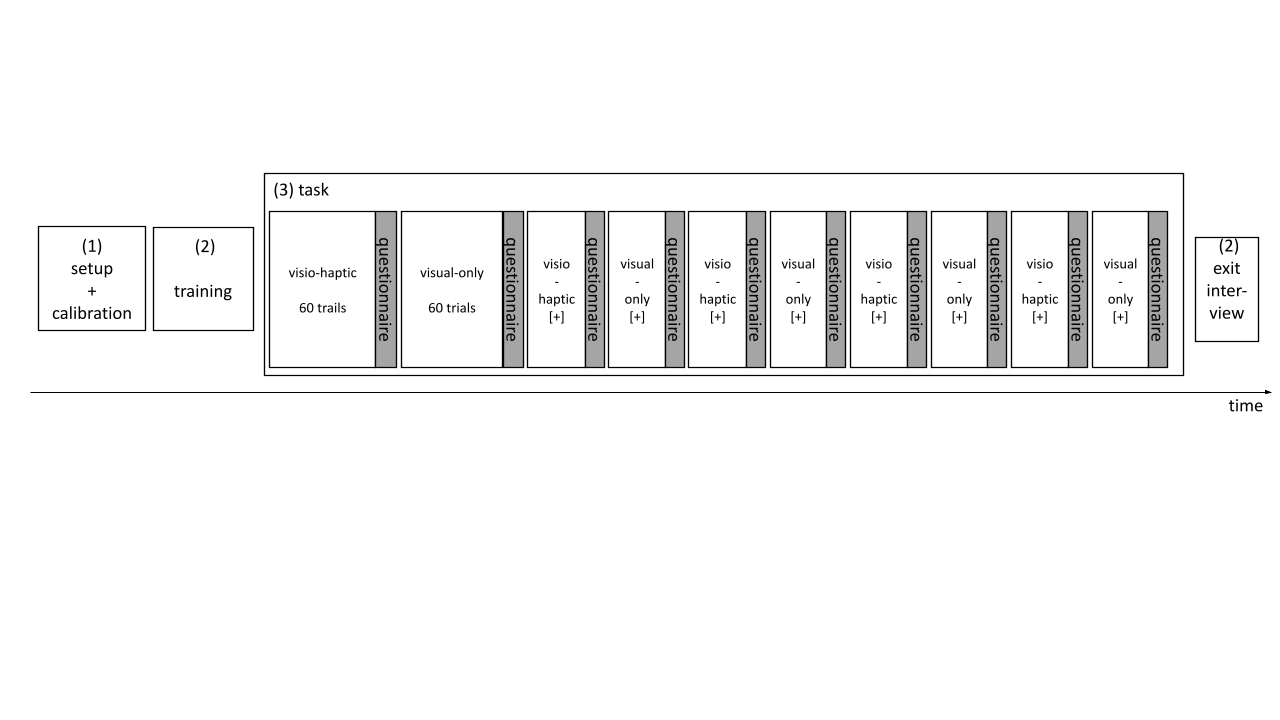 (1)
setup
+
calibration
(2)
training
(3) task
visio-haptic
60 trails
questionnaire
visual-only
60 trials
questionnaire
visio
-
haptic
[+]
questionnaire
visual
-
only
[+]
questionnaire
visio
-
haptic
[+]
questionnaire
visual
-
only
[+]
questionnaire
visio
-
haptic
[+]
questionnaire
visual
-
only
[+]
questionnaire
visio
-
haptic
[+]
questionnaire
visual
-
only
[+]
questionnaire
(2)
exit
inter-
view
time